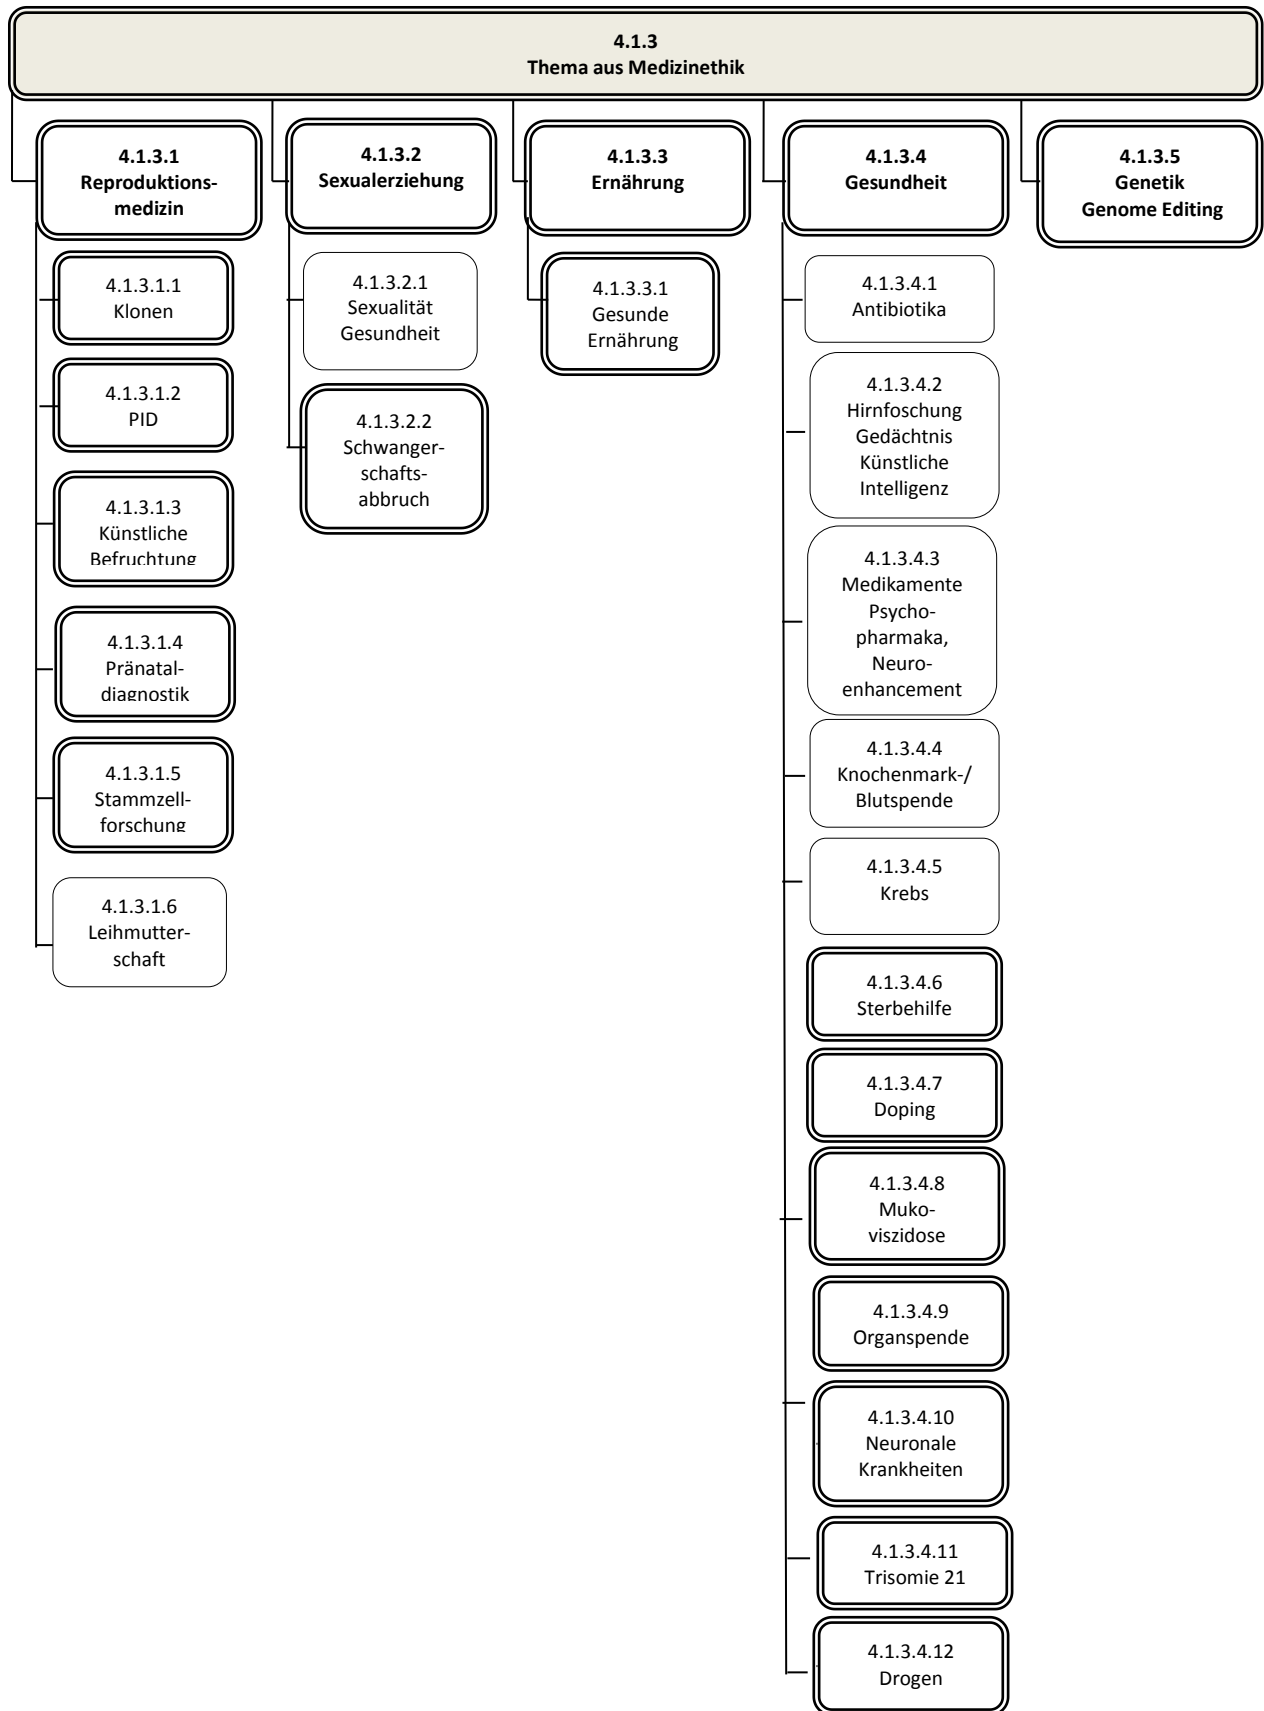 4.1.3
Thema aus Medizinethik
4.1.3.1
Reproduktions-
medizin
4.1.3.1.1
Klonen
4.1.3.1.2
PID
4.1.3.1.3
Künstliche
Befruchtung
4.1.3.1.4
Pränatal-
diagnostik
4.1.3.1.5
Stammzell-
forschung
4.1.3.1.6
Leihmutter-
schaft
4.1.3.2
Sexualerziehung
4.1.3.2.1
Sexualität
Gesundheit
4.1.3.2.2
Schwanger-
schafts-
abbruch
4.1.3.3
Ernährung
4.1.3.3.1
Gesunde
Ernährung
4.1.3.4
Gesundheit
4.1.3.4.1
Antibiotika
4.1.3.4.2
Hirnfoschung
Gedächtnis
Künstliche
Intelligenz
4.1.3.4.3
Medikamente
Psycho-
pharmaka,
Neuro-
enhancement
4.1.3.4.4
Knochenmark-/
Blutspende
4.1.3.4.5
Krebs
4.1.3.4.6
Sterbehilfe
4.1.3.4.7
Doping
4.1.3.4.8
Muko-
viszidose
4.1.3.4.9
Organspende
4.1.3.4.10
Neuronale
Krankheiten
4.1.3.4.11
Trisomie 21
4.1.3.4.12
Drogen
4.1.3.5
Genetik
Genome Editing